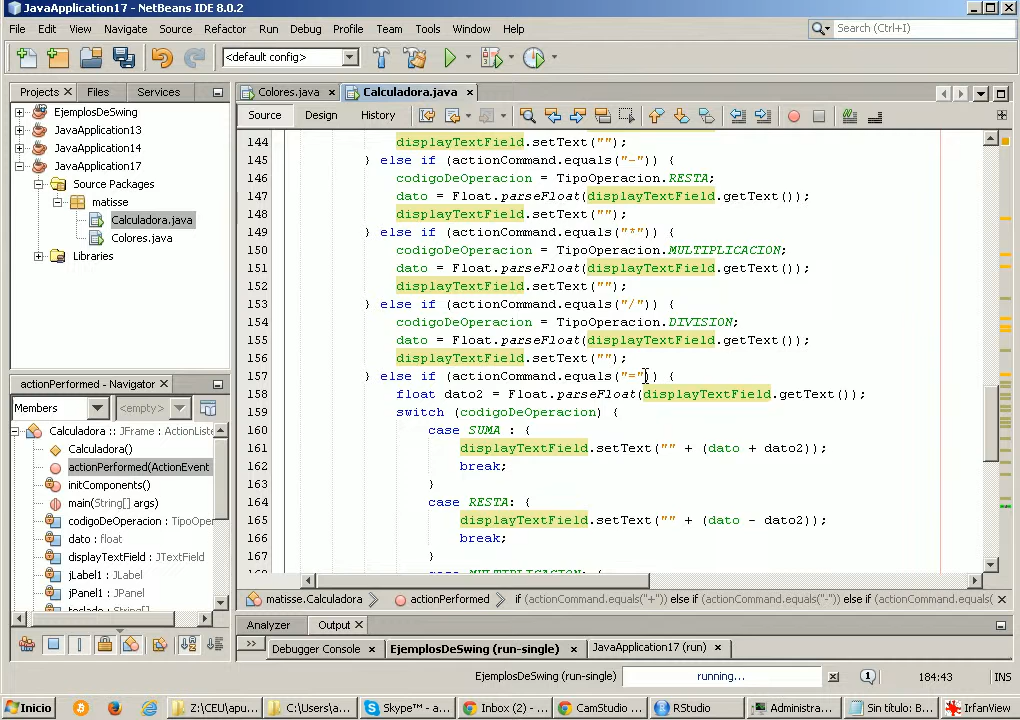 JavaApplication17 - NetBeans IDE 8.0.2
File Edit View Navigate Source Refactor Run Debug Profile Team Tools Window Help
Search (Ctrl+I)
<default config>
Projects Files Services
Colores.java Calculadora.java
Source Design History
EjemplosDeSwing
JavaApplication13
JavaApplication14
JavaApplication17
Source Packages
matisse
Calculadora.java
Colores.java
Libraries
144 displayTextField.setText("");
145 } else if (actionCommand.equals("-")) {
146 codigoDeOperacion = TipoOperacion.RESTA;
147 dato = Float.parseFloat(displayTextField.getText());
148 displayTextField.setText("");
149 } else if (actionCommand.equals("*")) {
150 codigoDeOperacion = TipoOperacion.MULTIPLICACION;
151 dato = Float.parseFloat(displayTextField.getText());
152 displayTextField.setText("");
153 } else if (actionCommand.equals("/")) {
154 codigoDeOperacion = TipoOperacion.DIVISION;
155 dato = Float.parseFloat(displayTextField.getText());
156 displayTextField.setText("");
157 } else if (actionCommand.equals("=")) {
158 float dato2 = Float.parseFloat(displayTextField.getText());
159 switch (codigoDeOperacion) {
160 case SUMA : {
161 displayTextField.setText("" + (dato + dato2));
162 break;
163 }
164 case RESTA: {
165 displayTextField.setText("" + (dato - dato2));
166 break;
167 }
168 case MULTIPLICACION: {
actionPerformed - Navigator
Members <empty>
Calculadora :: JFrame : ActionListe
Calculadora()
actionPerformed(ActionEvent
initComponents()
main(String[] args)
codigoDeOperacion : TipoOper
dato : float
displayTextField : JTextField
jLabel1 : JLabel
jPanel1 : JPanel
teclado : JPanel
matisse.Calculadora actionPerformed if (actionCommand.equals("+")) else if (actionCommand.equals("-")) else if (actionCommand.equals)
Analyzer Output
Debugger Console EjemplosDeSwing (run-single) JavaApplication17 (run)
EjemplosDeSwing (run-single) running... 1 184:43 INS
Inicio Z:\CEU\apu... C:\Users\a... Skype™ - a... Inbox (2) - ... CamStudio ... RStudio Administra... Sin título: B... IrfanView